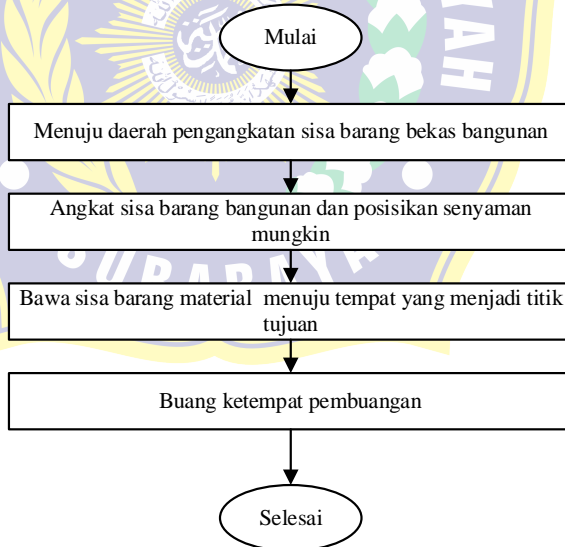 Mulai
Menuju daerah pengangkatan sisa barang bekas bangunan
Angkat sisa barang bangunan dan posisikan senyaman
mungkin
SURABAYA
Bawa sisa barang material  menuju tempat yang menjadi titik
tujuan
Buang ketempat pembuangan
Selesai